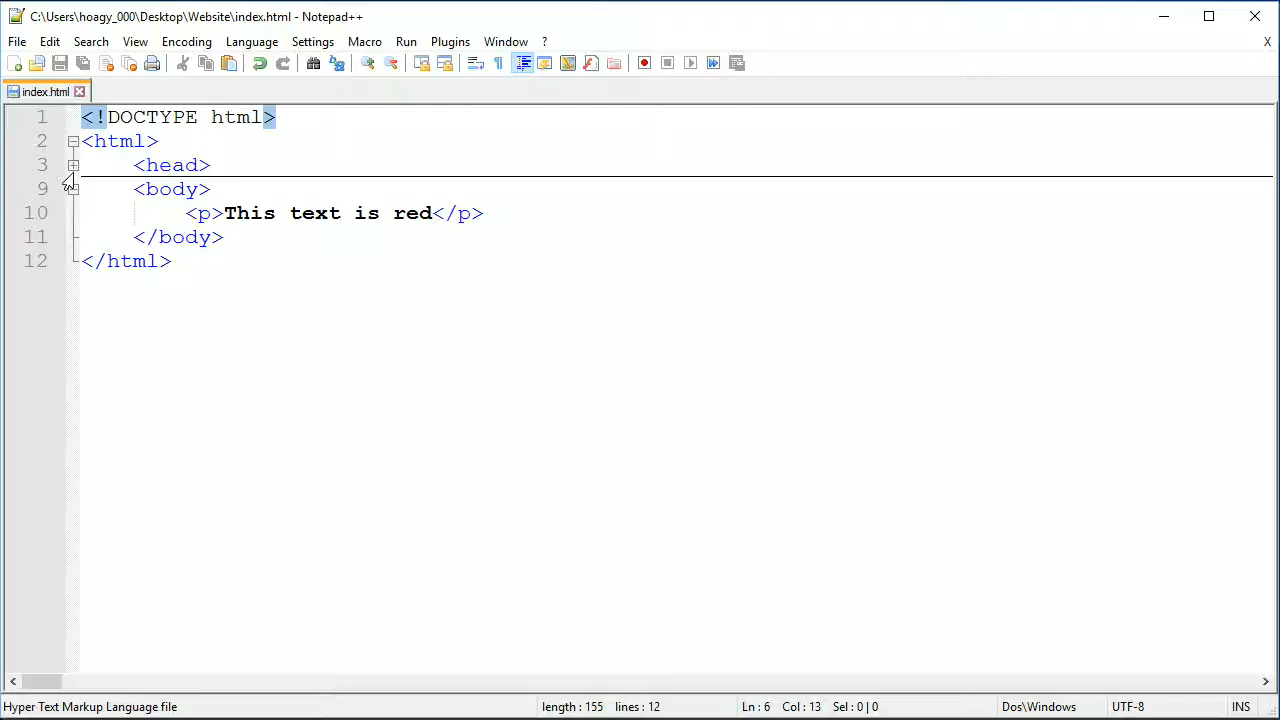 C:\Users\hoagy_000\Desktop\Website\index.html - Notepad++
File Edit Search View Encoding Language Settings Macro Run Plugins Window ? X
index.html
1 <!DOCTYPE html>
2 <html>
3 <head>
9 <body>
10 <p>This text is red</p>
11 </body>
12 </html>
Hyper Text Markup Language file length : 155 lines : 12 Ln : 6 Col : 13 Sel : 0 | 0 Dos\Windows UTF-8 INS